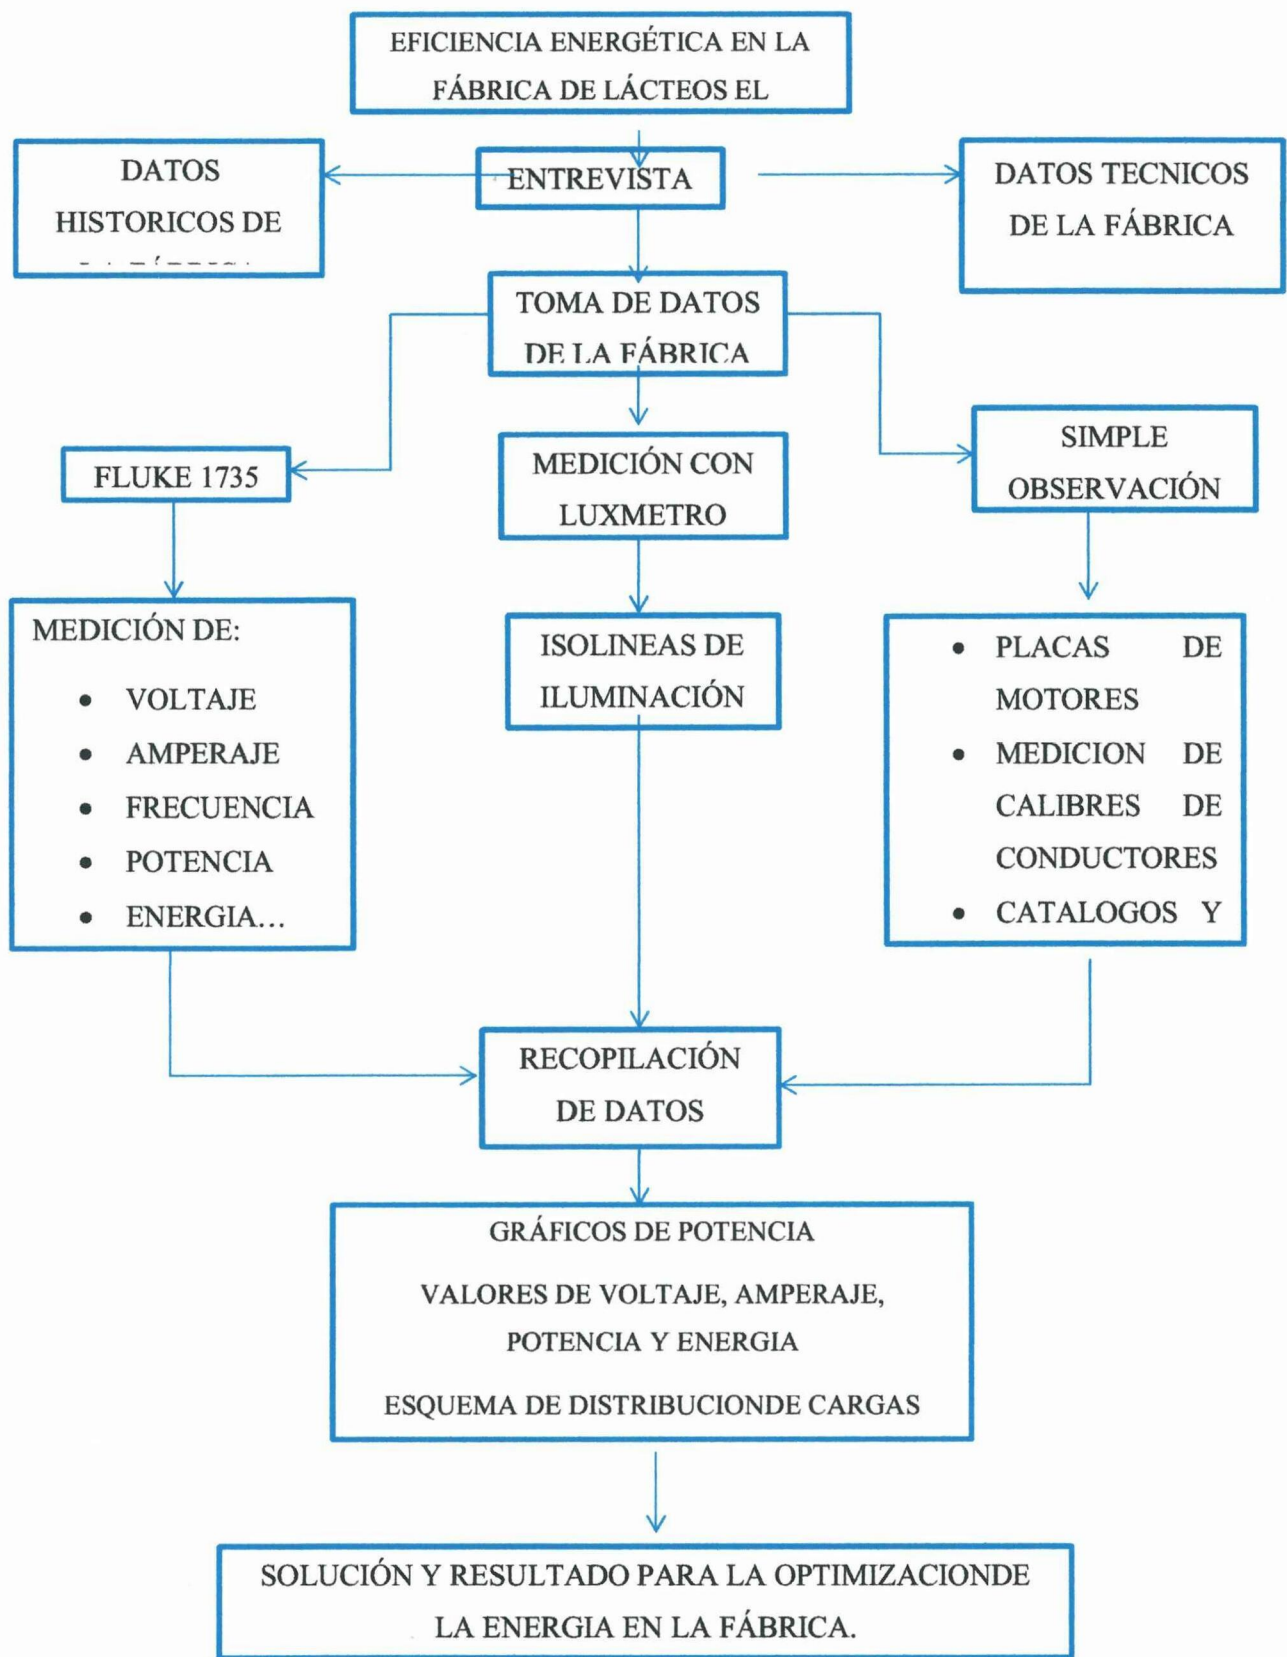 EFICIENCIA ENERGÉTICA EN LA
FÁBRICA DE LÁCTEOS EL
DATOS
HISTORICOS DE
ENTREVISTA
DATOS TECNICOS
DE LA FÁBRICA
TOMA DE DATOS
DE LA FÁBRICA
FLUKE 1735
MEDICIÓN CON
LUXMETRO
SIMPLE
OBSERVACIÓN
MEDICIÓN DE:
• VOLTAJE
• AMPERAJE
• FRECUENCIA
• POTENCIA
• ENERGIA...
ISOLINEAS DE
ILUMINACIÓN
• PLACAS DE
MOTORES
• MEDICION DE
CALIBRES DE
CONDUCTORES
• CATALOGOS Y
RECOPILACIÓN
DE DATOS
GRÁFICOS DE POTENCIA
VALORES DE VOLTAJE, AMPERAJE,
POTENCIA Y ENERGIA
ESQUEMA DE DISTRIBUCIONDE CARGAS
SOLUCIÓN Y RESULTADO PARA LA OPTIMIZACIONDE
LA ENERGIA EN LA FÁBRICA.